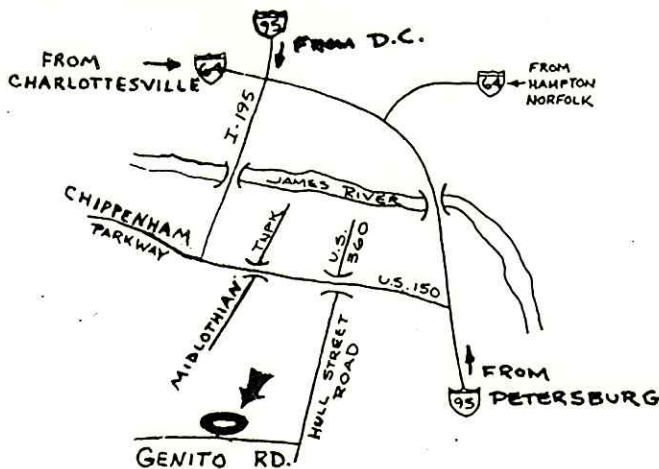 95
FROM D.C.
FROM
CHARLOTTESVILLE
64
FROM
HAMPTON
NORFOLK
64
I-195
JAMES RIVER
CHIPPENHAM
PARKWAY
TNPK
U.S.
360
U.S. 150
MIDLOTHIAN
HULL STREET
ROAD
FROM
PETERSBURG
95
GENITO RD.